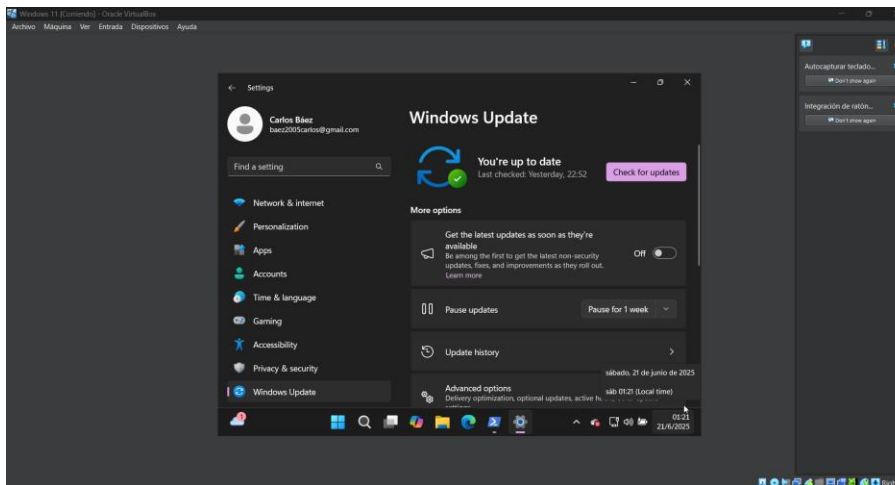 Windows 11 [Corriendo] - Oracle VirtualBox
Archivo Máquina Ver Entrada Dispositivos Ayuda
Autocapturar teclado...
Don't show again
Integración de ratón...
Don't show again
Settings
Carlos Báez
baez2005carlos@gmail.com
Find a setting
Network & internet
Personalization
Apps
Accounts
Time & language
Gaming
Accessibility
Privacy & security
Windows Update
Windows Update
You're up to date
Last checked: Yesterday, 22:52
Check for updates
More options
Get the latest updates as soon as they're
available
Be among the first to get the latest non-security
updates, fixes, and improvements as they roll out.
Learn more
Off
Pause updates
Pause for 1 week
Update history
Advanced options
Delivery optimization, optional updates, active
sábado, 21 de junio de 2025
sáb 01:21 (Local time)
01:21
21/6/2025